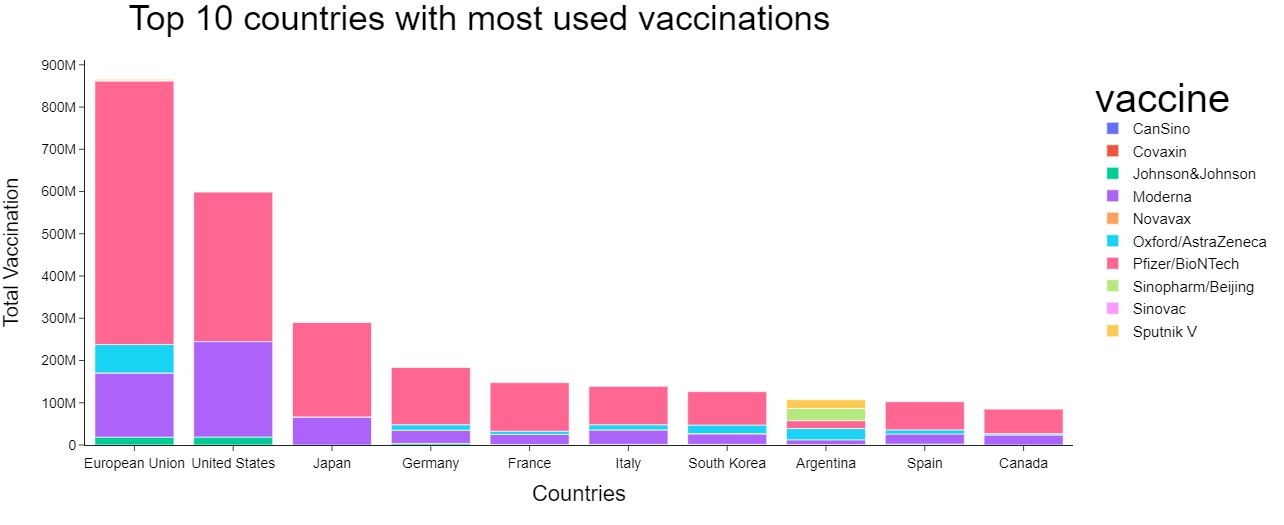 Top 10 countries with most used vaccinations
900M
800M
700M
600M
500M
400M
300M
200M
100M
0
Total Vaccination
European Union United States Japan Germany France Italy South Korea Argentina Spain Canada
Countries
vaccine
CanSino
Covaxin
Johnson&Johnson
Moderna
Novavax
Oxford/AstraZeneca
Pfizer/BioNTech
Sinopharm/Beijing
Sinovac
Sputnik V